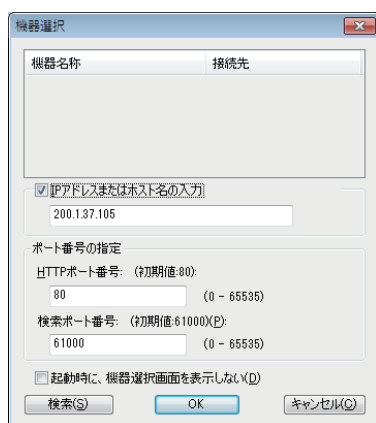 機器選択
機器名称 接続先
IPアドレスまたはホスト名の入力
200.1.37.105
ポート番号の指定
HTTPポート番号: (初期値:80):
80 (0 - 65535)
検索ポート番号: (初期値:61000)(P):
61000 (0 - 65535)
起動時に、機器選択画面を表示しない(D)
検索(S) OK キャンセル(C)